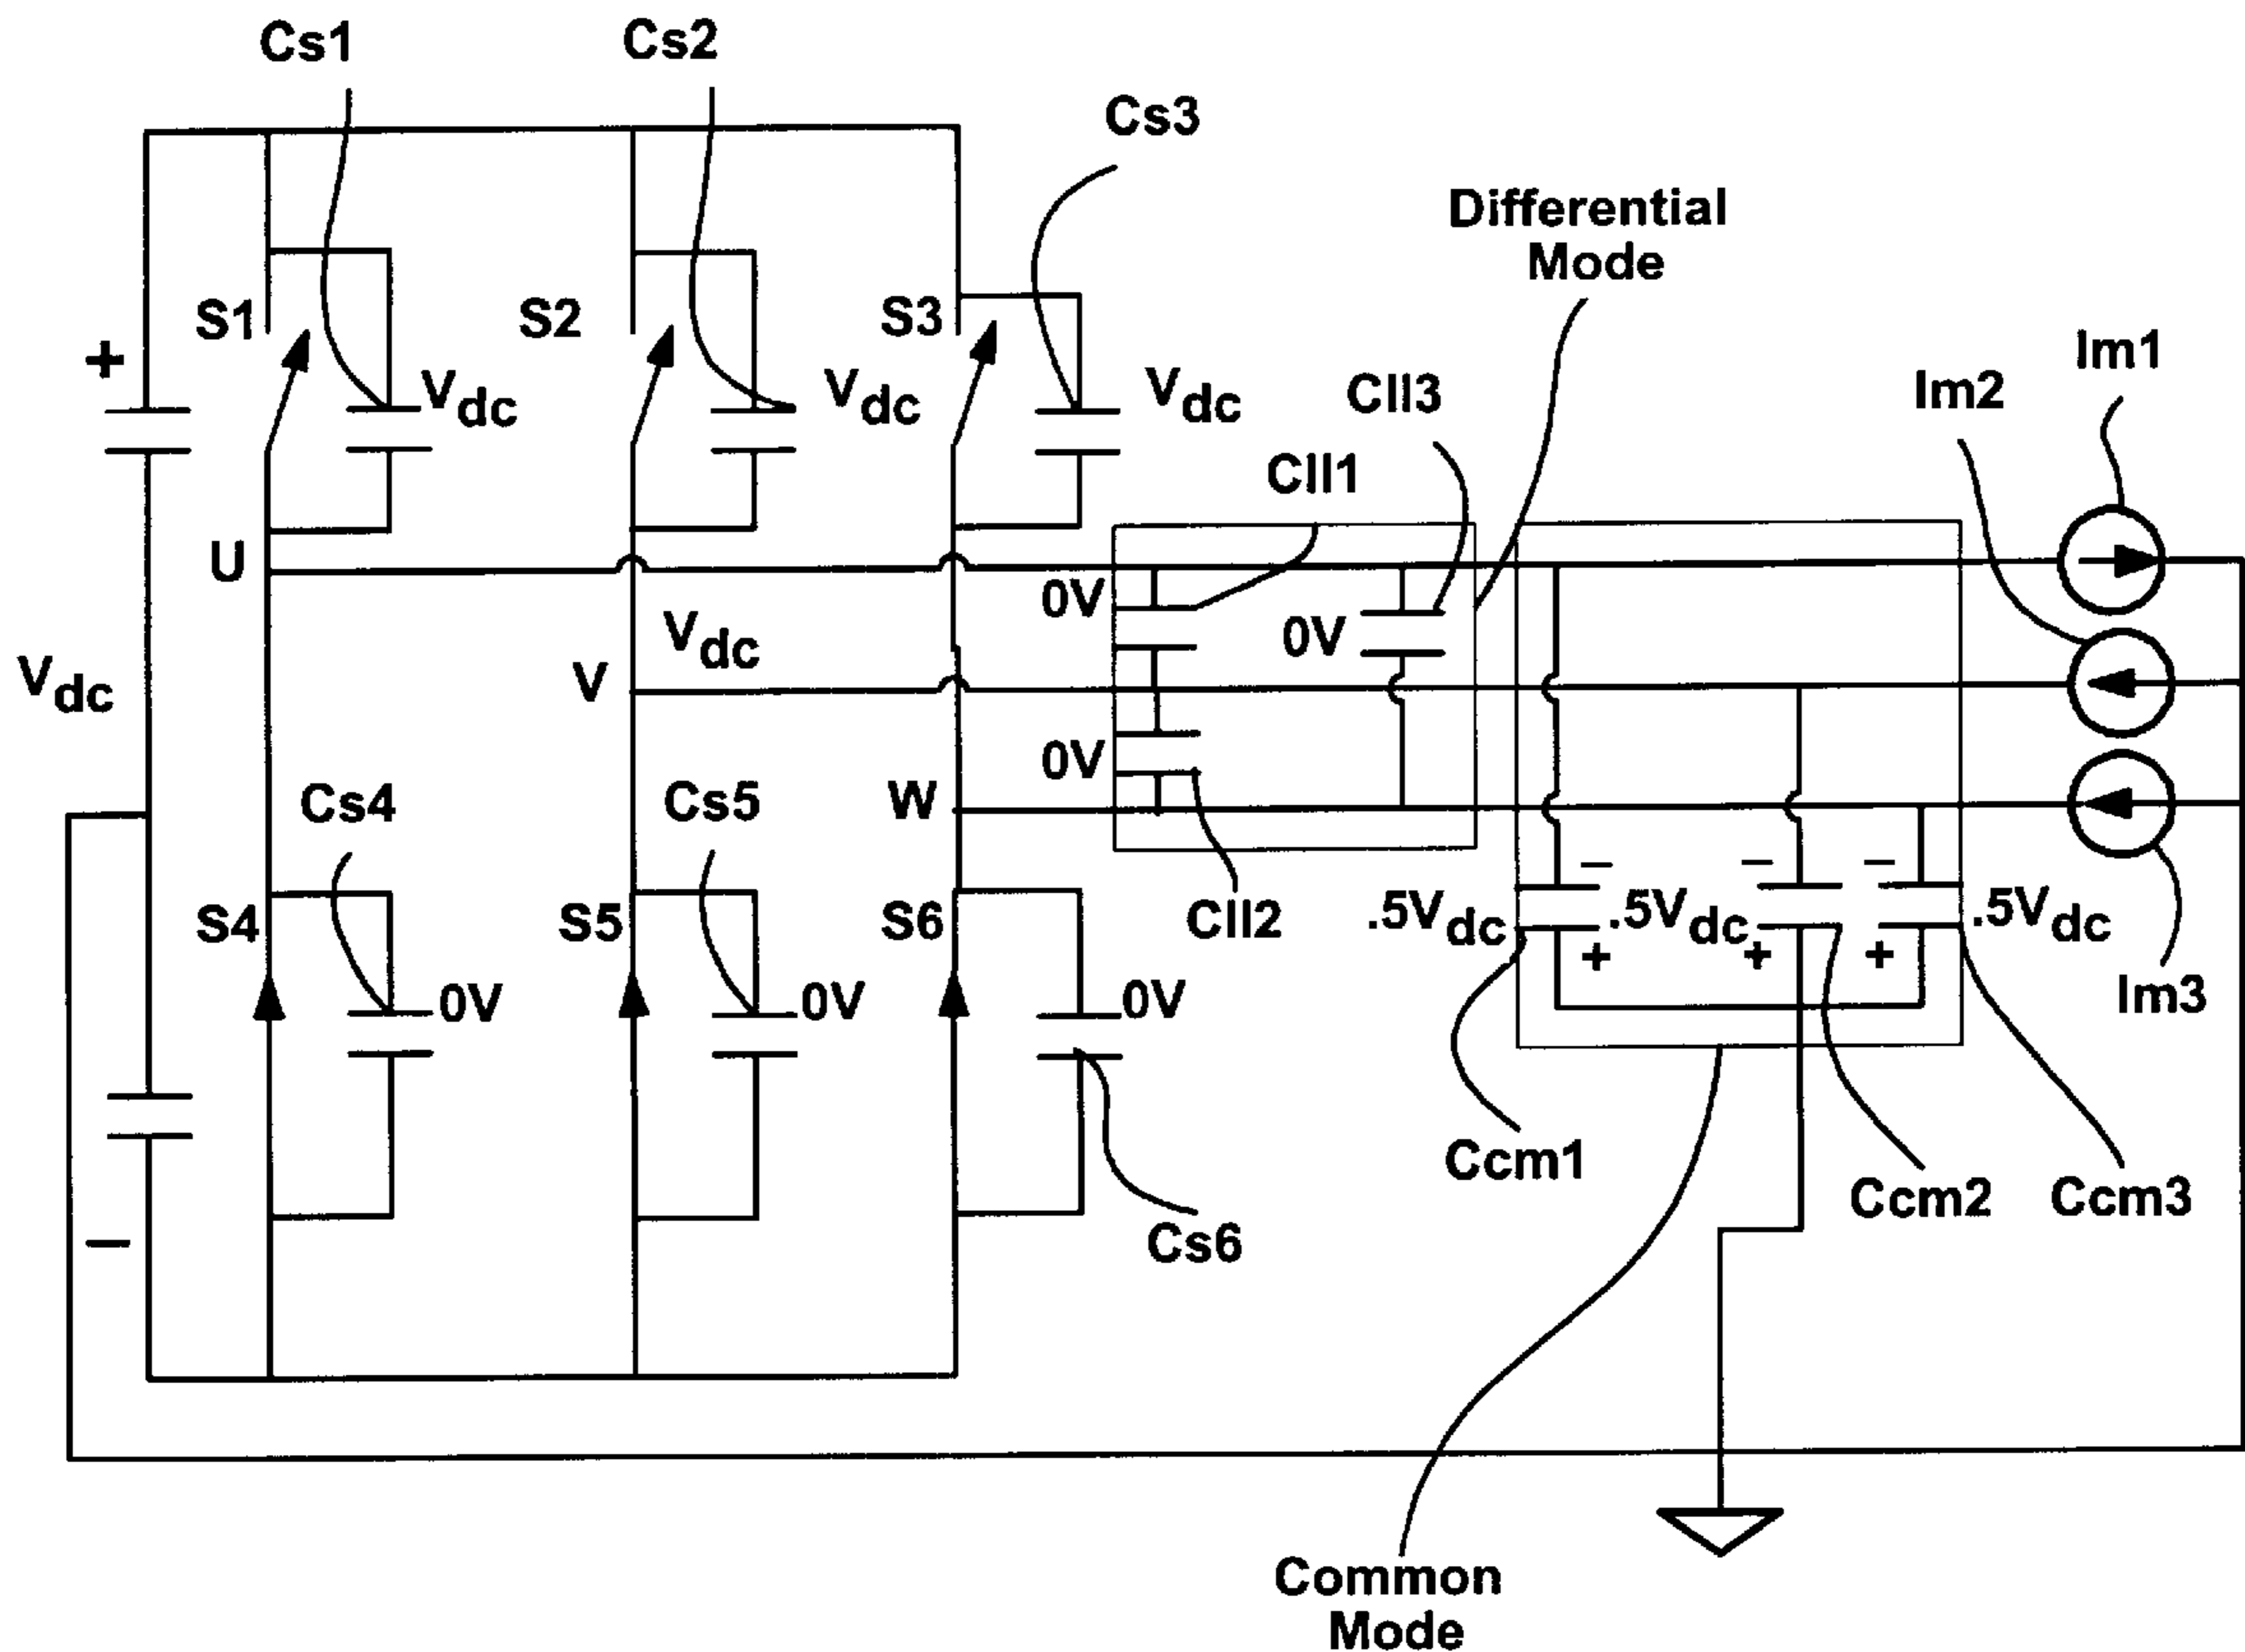 Cs1
Cs2
Cs3
Differential
Mode
S1
S2
S3
Im1
+
Vdc
Vdc
Vdc
Cll3
Im2
Cll1
U
0V
0V
Vdc
Vdc
V
0V
Cs4
Cs5
W
S4
S5
S6
Cll2
– – –
.5Vdc
.5Vdc
.5Vdc
+ + +
0V
0V
0V
Im3
Ccm1
Ccm2
Ccm3
–
Cs6
Common
Mode